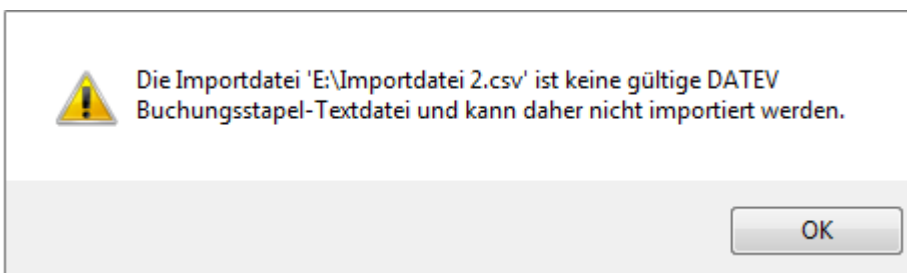 Die Importdatei 'E:\Importdatei 2.csv' ist keine gültige DATEV
Buchungsstapel-Textdatei und kann daher nicht importiert werden.
OK